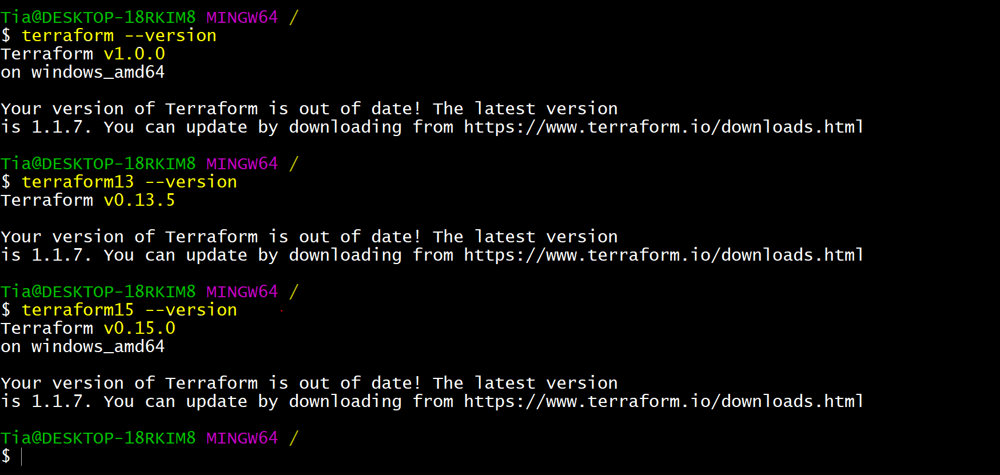 Tia@DESKTOP-18RKIM8 MINGW64 /
$ terraform --version
Terraform v1.0.0
on windows_amd64
Your version of Terraform is out of date! The latest version
is 1.1.7. You can update by downloading from https://www.terraform.io/downloads.html
Tia@DESKTOP-18RKIM8 MINGW64 /
$ terraform13 --version
Terraform v0.13.5
Your version of Terraform is out of date! The latest version
is 1.1.7. You can update by downloading from https://www.terraform.io/downloads.html
Tia@DESKTOP-18RKIM8 MINGW64 /
$ terraform15 --version
Terraform v0.15.0
on windows_amd64
Your version of Terraform is out of date! The latest version
is 1.1.7. You can update by downloading from https://www.terraform.io/downloads.html
Tia@DESKTOP-18RKIM8 MINGW64 /
$